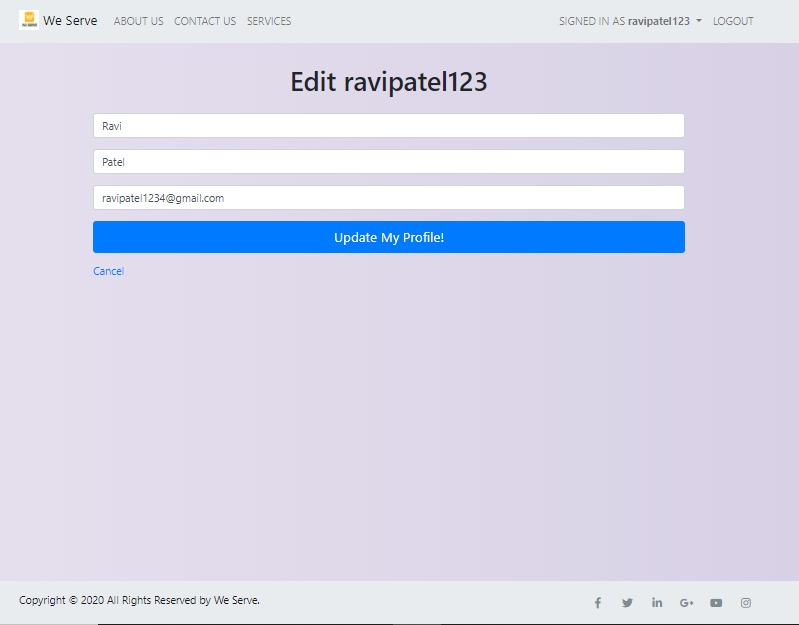 We Serve ABOUT US CONTACT US SERVICES SIGNED IN AS ravipatel123 LOGOUT
Edit ravipatel123
Ravi
Patel
ravipatel1234@gmail.com
Update My Profile!
Cancel
Copyright © 2020 All Rights Reserved by We Serve.